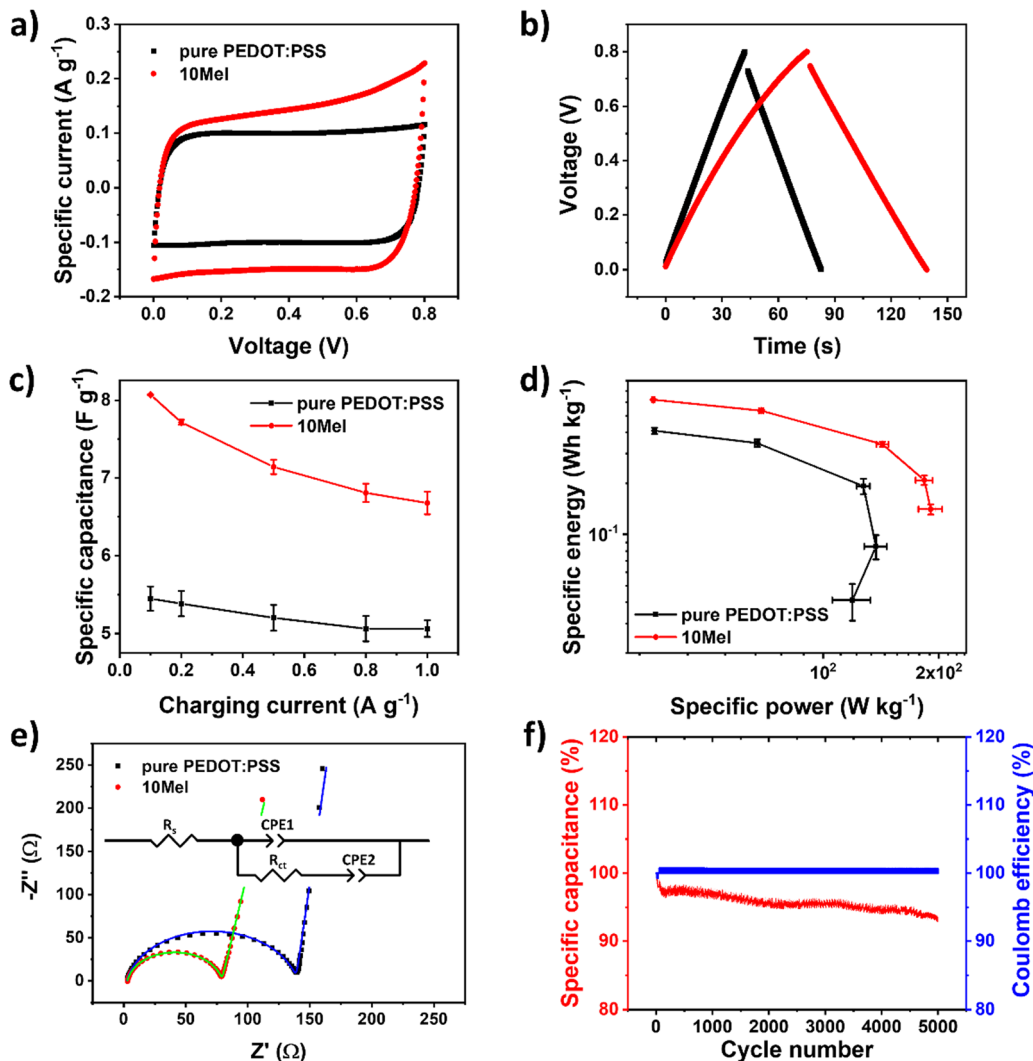 a)
0.3
0.2
0.1
0.0
-0.1
-0.2
Specific current (A g⁻¹)
pure PEDOT:PSS
10Mel
0.0
0.2
0.4
0.6
0.8
Voltage (V)
b)
0.8
0.6
0.4
0.2
0.0
Voltage (V)
0
30
60
90
120
150
Time (s)
c)
8
7
6
5
Specific capacitance (F g⁻¹)
pure PEDOT:PSS
10Mel
0.0
0.2
0.4
0.6
0.8
1.0
Charging current (A g⁻¹)
d)
10⁻¹
Specific energy (Wh kg⁻¹)
pure PEDOT:PSS
10Mel
10²
2x10²
Specific power (W kg⁻¹)
e)
250
200
150
100
50
0
-Z'' (Ω)
pure PEDOT:PSS
10Mel
Rs
CPE1
Rct
CPE2
0
50
100
150
200
250
Z' (Ω)
f)
120
110
100
90
80
Specific capacitance (%)
120
115
110
105
100
95
90
85
80
Coulomb efficiency (%)
0
1000
2000
3000
4000
5000
Cycle number